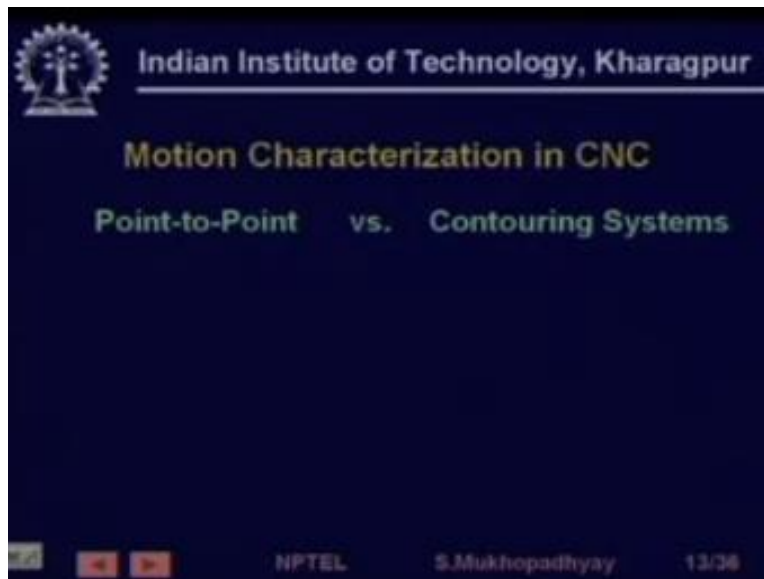 Indian Institute of Technology, Kharagpur
Motion Characterization in CNC
Point-to-Point vs. Contouring Systems
NPTEL S.Mukhopadhyay 13/36